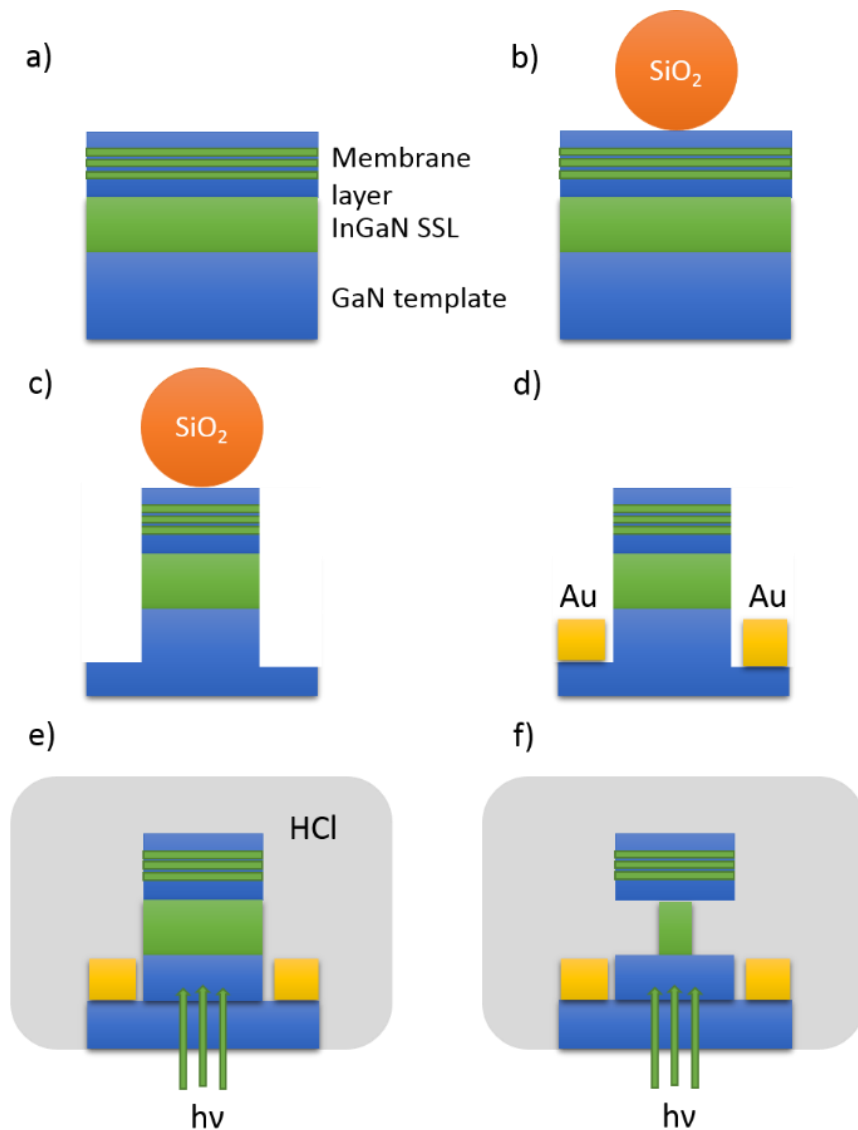 a)
Membrane
layer
InGaN SSL
GaN template
b)
SiO₂
c)
SiO₂
d)
Au
Au
e)
HCl
hν
f)
hν